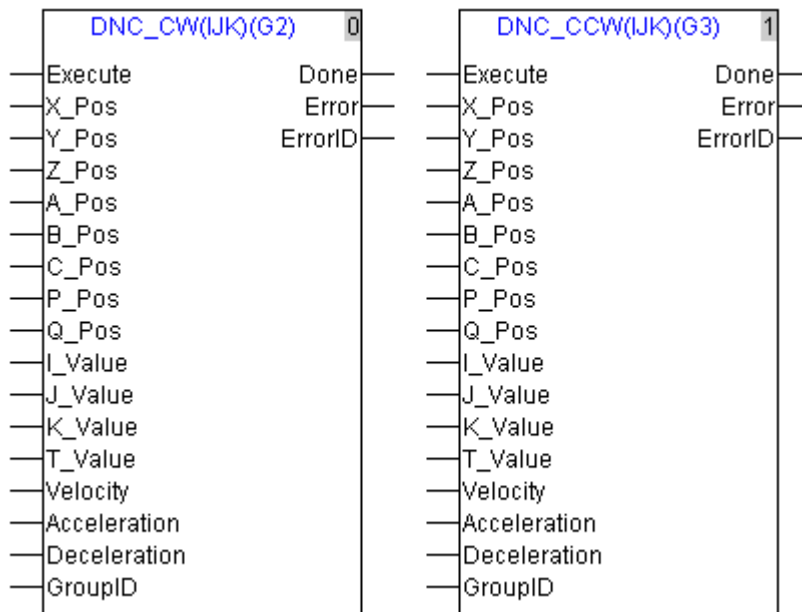 DNC_CW(IJK)(G2) 0
Execute Done
X_Pos Error
Y_Pos ErrorID
Z_Pos
A_Pos
B_Pos
C_Pos
P_Pos
Q_Pos
I_Value
J_Value
K_Value
T_Value
Velocity
Acceleration
Deceleration
GroupID
DNC_CCW(IJK)(G3) 1
Execute Done
X_Pos Error
Y_Pos ErrorID
Z_Pos
A_Pos
B_Pos
C_Pos
P_Pos
Q_Pos
I_Value
J_Value
K_Value
T_Value
Velocity
Acceleration
Deceleration
GroupID